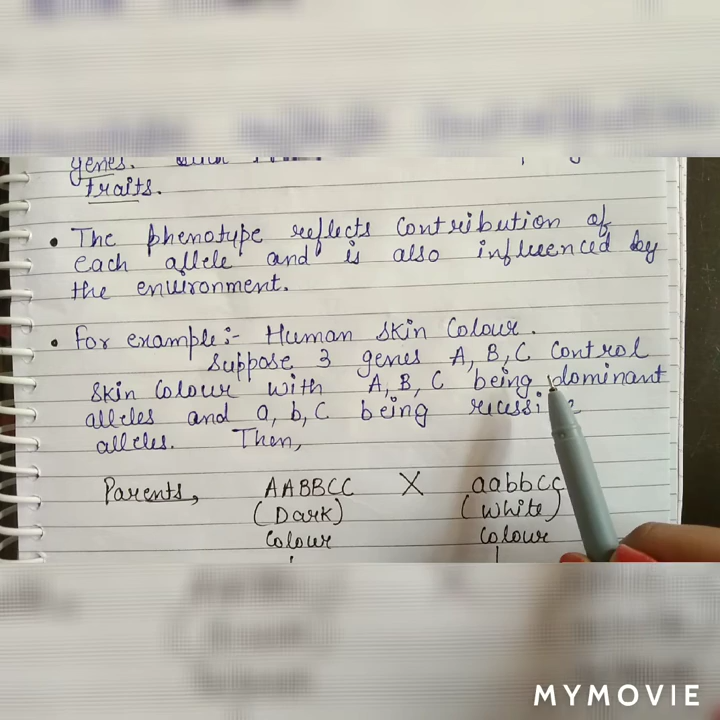 genes.
traits.
• The phenotype reflects contribution of
each allele and is also influenced by
the environment.
• For example:- Human Skin Colour.
Suppose 3 genes A, B, C control
skin colour with A, B, C being dominant
alleles and a, b, c being recessive
alleles. Then,
Parents, AABBCC X aabbcc
(Dark) (White)
Colour Colour
MYMOVIE